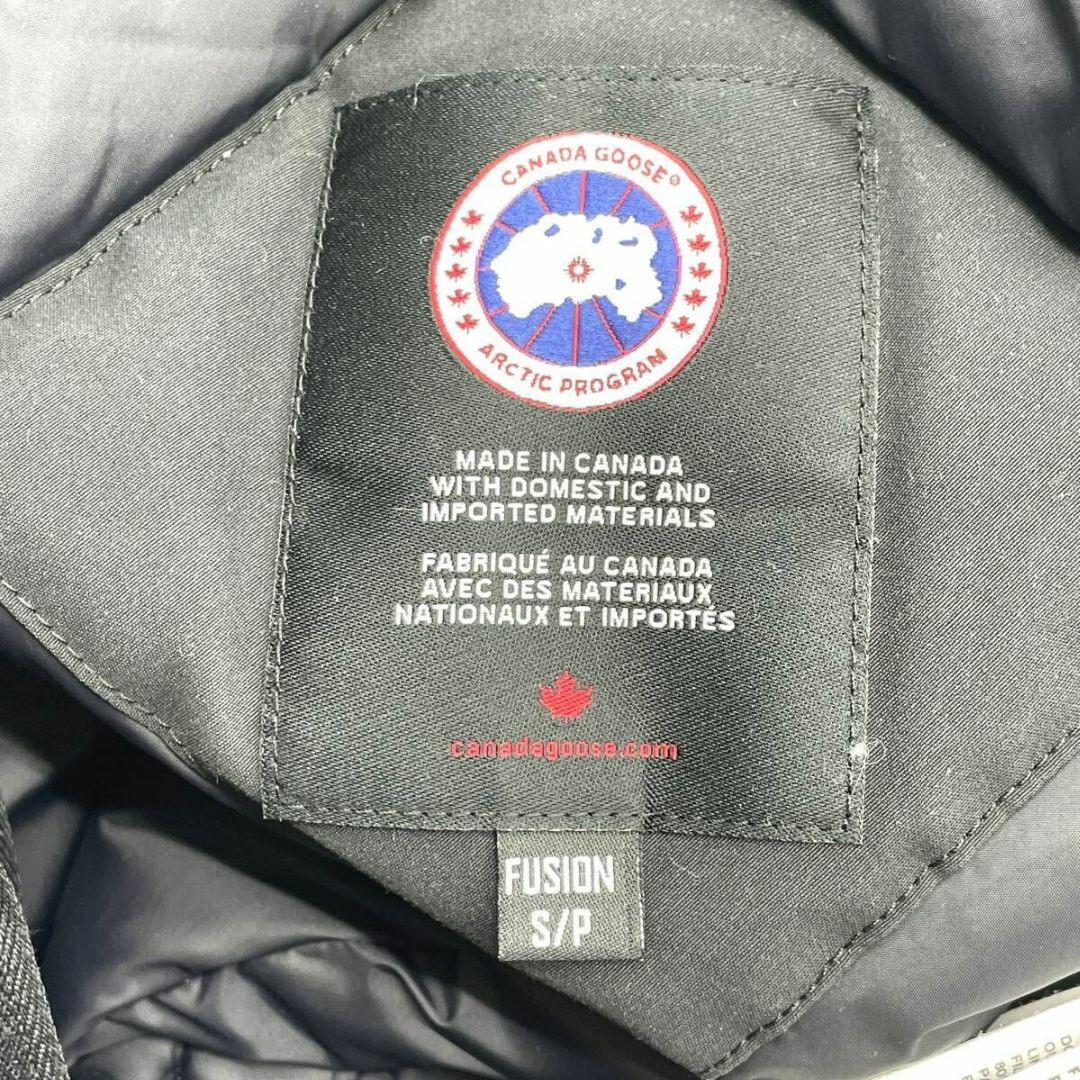 CANADA GOOSE®
ARCTIC PROGRAM
MADE IN CANADA
WITH DOMESTIC AND
IMPORTED MATERIALS
FABRIQUÉ AU CANADA
AVEC DES MATERIAUX
NATIONAUX ET IMPORTÉS
canadagoose.com
FUSION
S/P